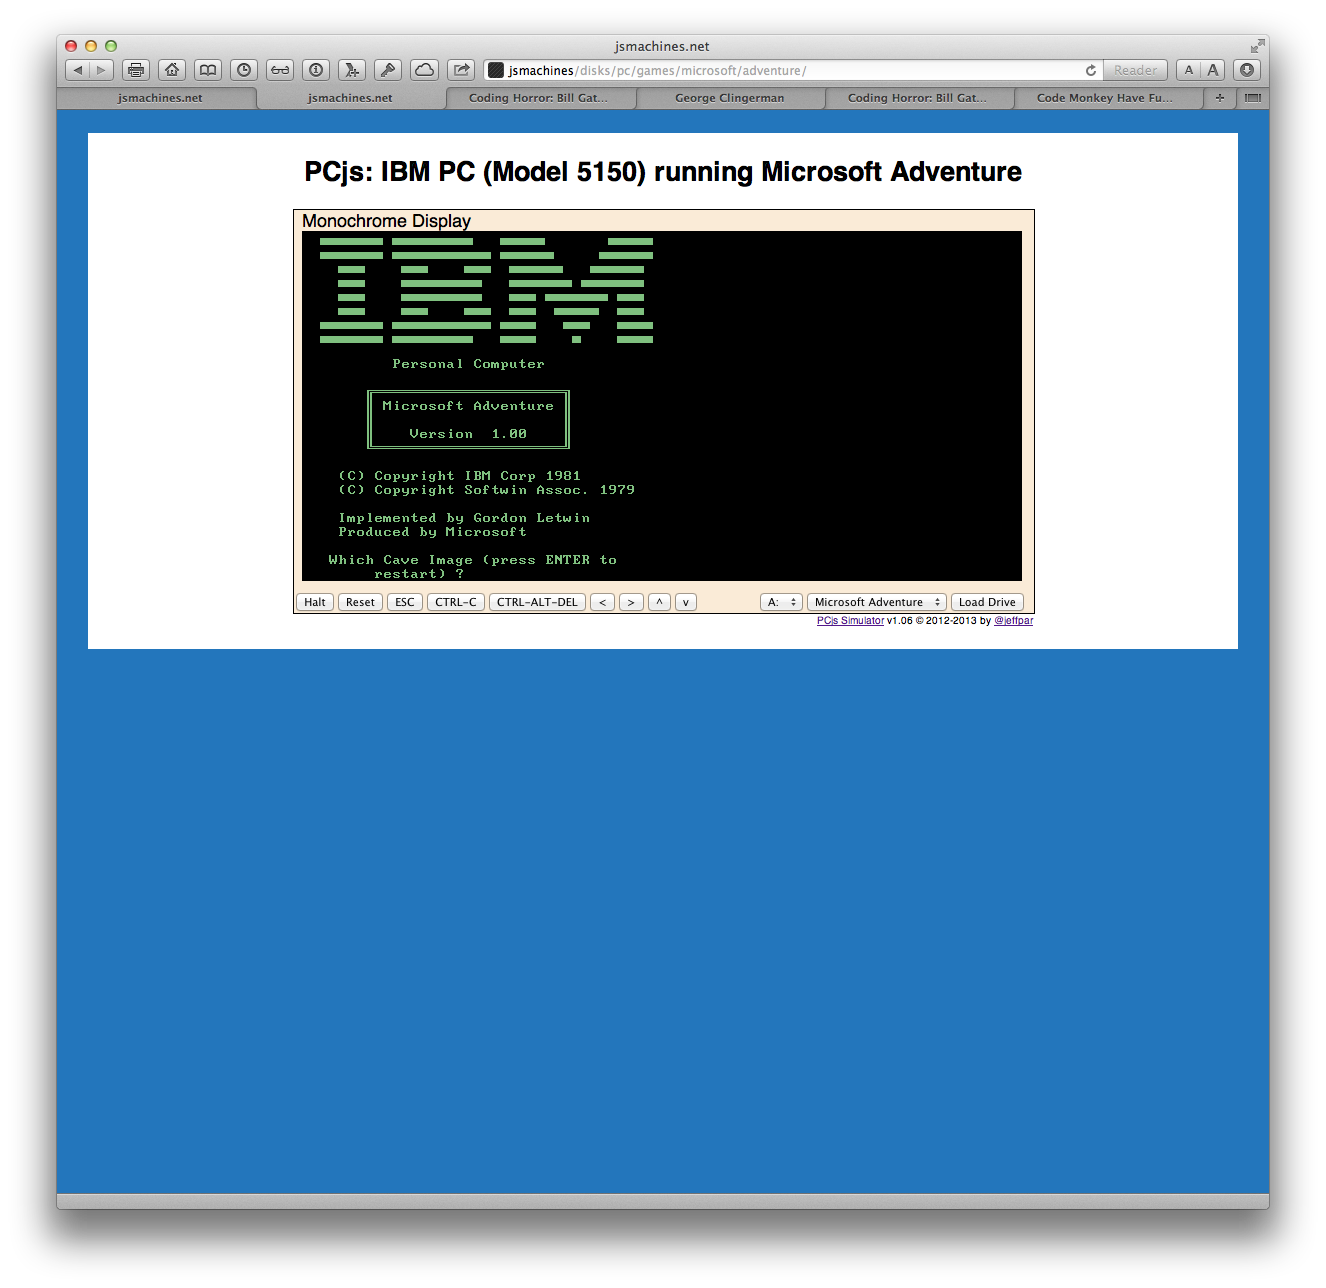 jsmachines.net
jsmachines/disks/pc/games/microsoft/adventure/
Reader
A A
jsmachines.net
jsmachines.net
Coding Horror: Bill Gat...
George Clingerman
Coding Horror: Bill Gat...
Code Monkey Have Fu...
+
PCjs: IBM PC (Model 5150) running Microsoft Adventure
Monochrome Display
IBM
Personal Computer
Microsoft Adventure
Version 1.00
(C) Copyright IBM Corp 1981
(C) Copyright Softwin Assoc. 1979
Implemented by Gordon Letwin
Produced by Microsoft
Which Cave Image (press ENTER to
restart) ?
Halt Reset ESC CTRL-C CTRL-ALT-DEL < > ^ v A: Microsoft Adventure Load Drive
PCjs Simulator v1.06 © 2012-2013 by @jeffpar